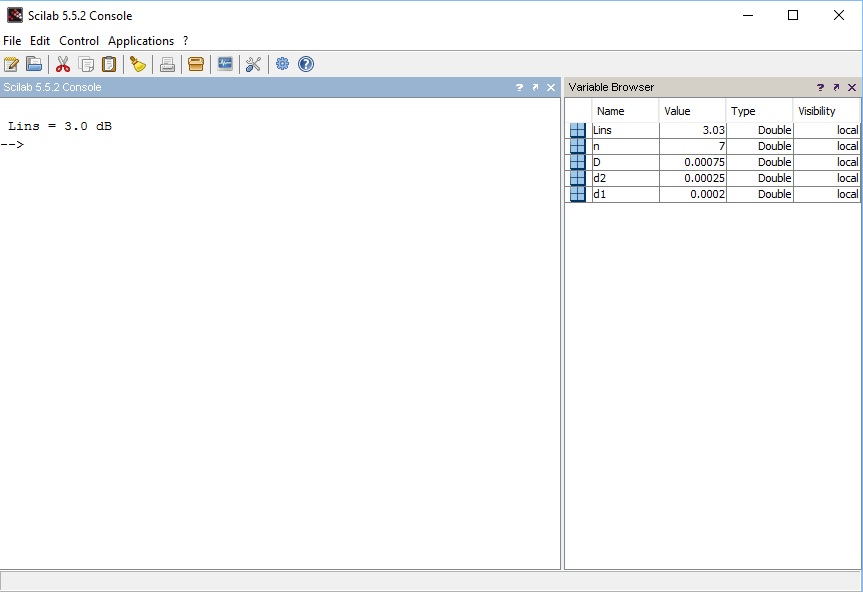 Scilab 5.5.2 Console
File Edit Control Applications ?
Scilab 5.5.2 Console ?
Variable Browser ?
Name Value Type Visibility
Lins = 3.0 dB
-->
Lins 3.03 Double local
n 7 Double local
D 0.00075 Double local
d2 0.00025 Double local
d1 0.0002 Double local